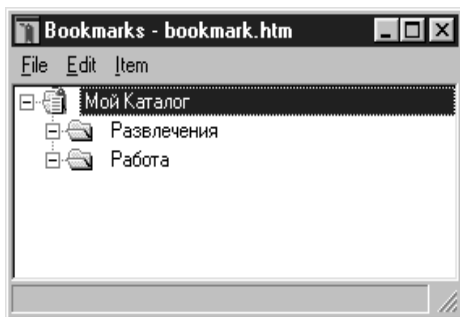 Bookmarks - bookmark.htm
File Edit Item
Мой Каталог
Развлечения
Работа